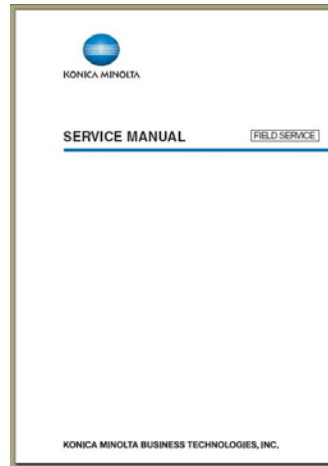 KONICA MINOLTA
SERVICE MANUAL FIELD SERVICE
KONICA MINOLTA BUSINESS TECHNOLOGIES, INC.